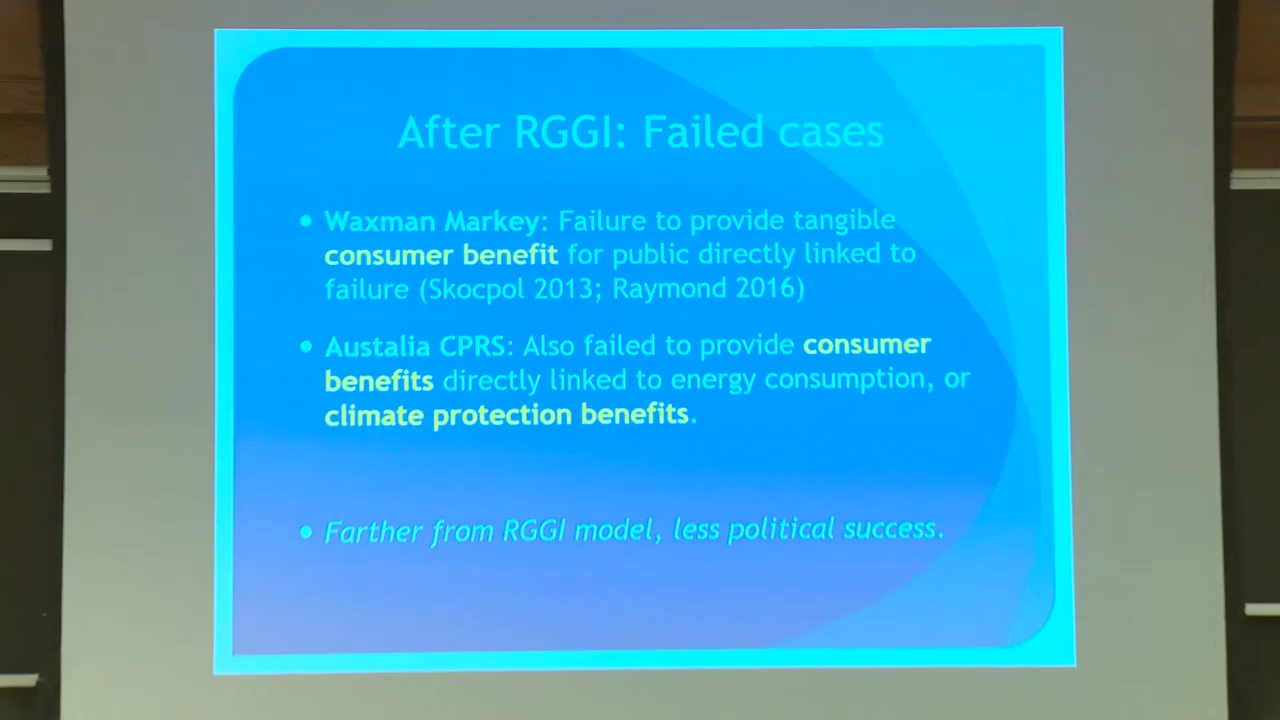 After RGGI: Failed cases
• Waxman Markey: Failure to provide tangible
consumer benefit for public directly linked to
failure (Skocpol 2013; Raymond 2016)
• Austalia CPRS: Also failed to provide consumer
benefits directly linked to energy consumption, or
climate protection benefits.
• Farther from RGGI model, less political success.